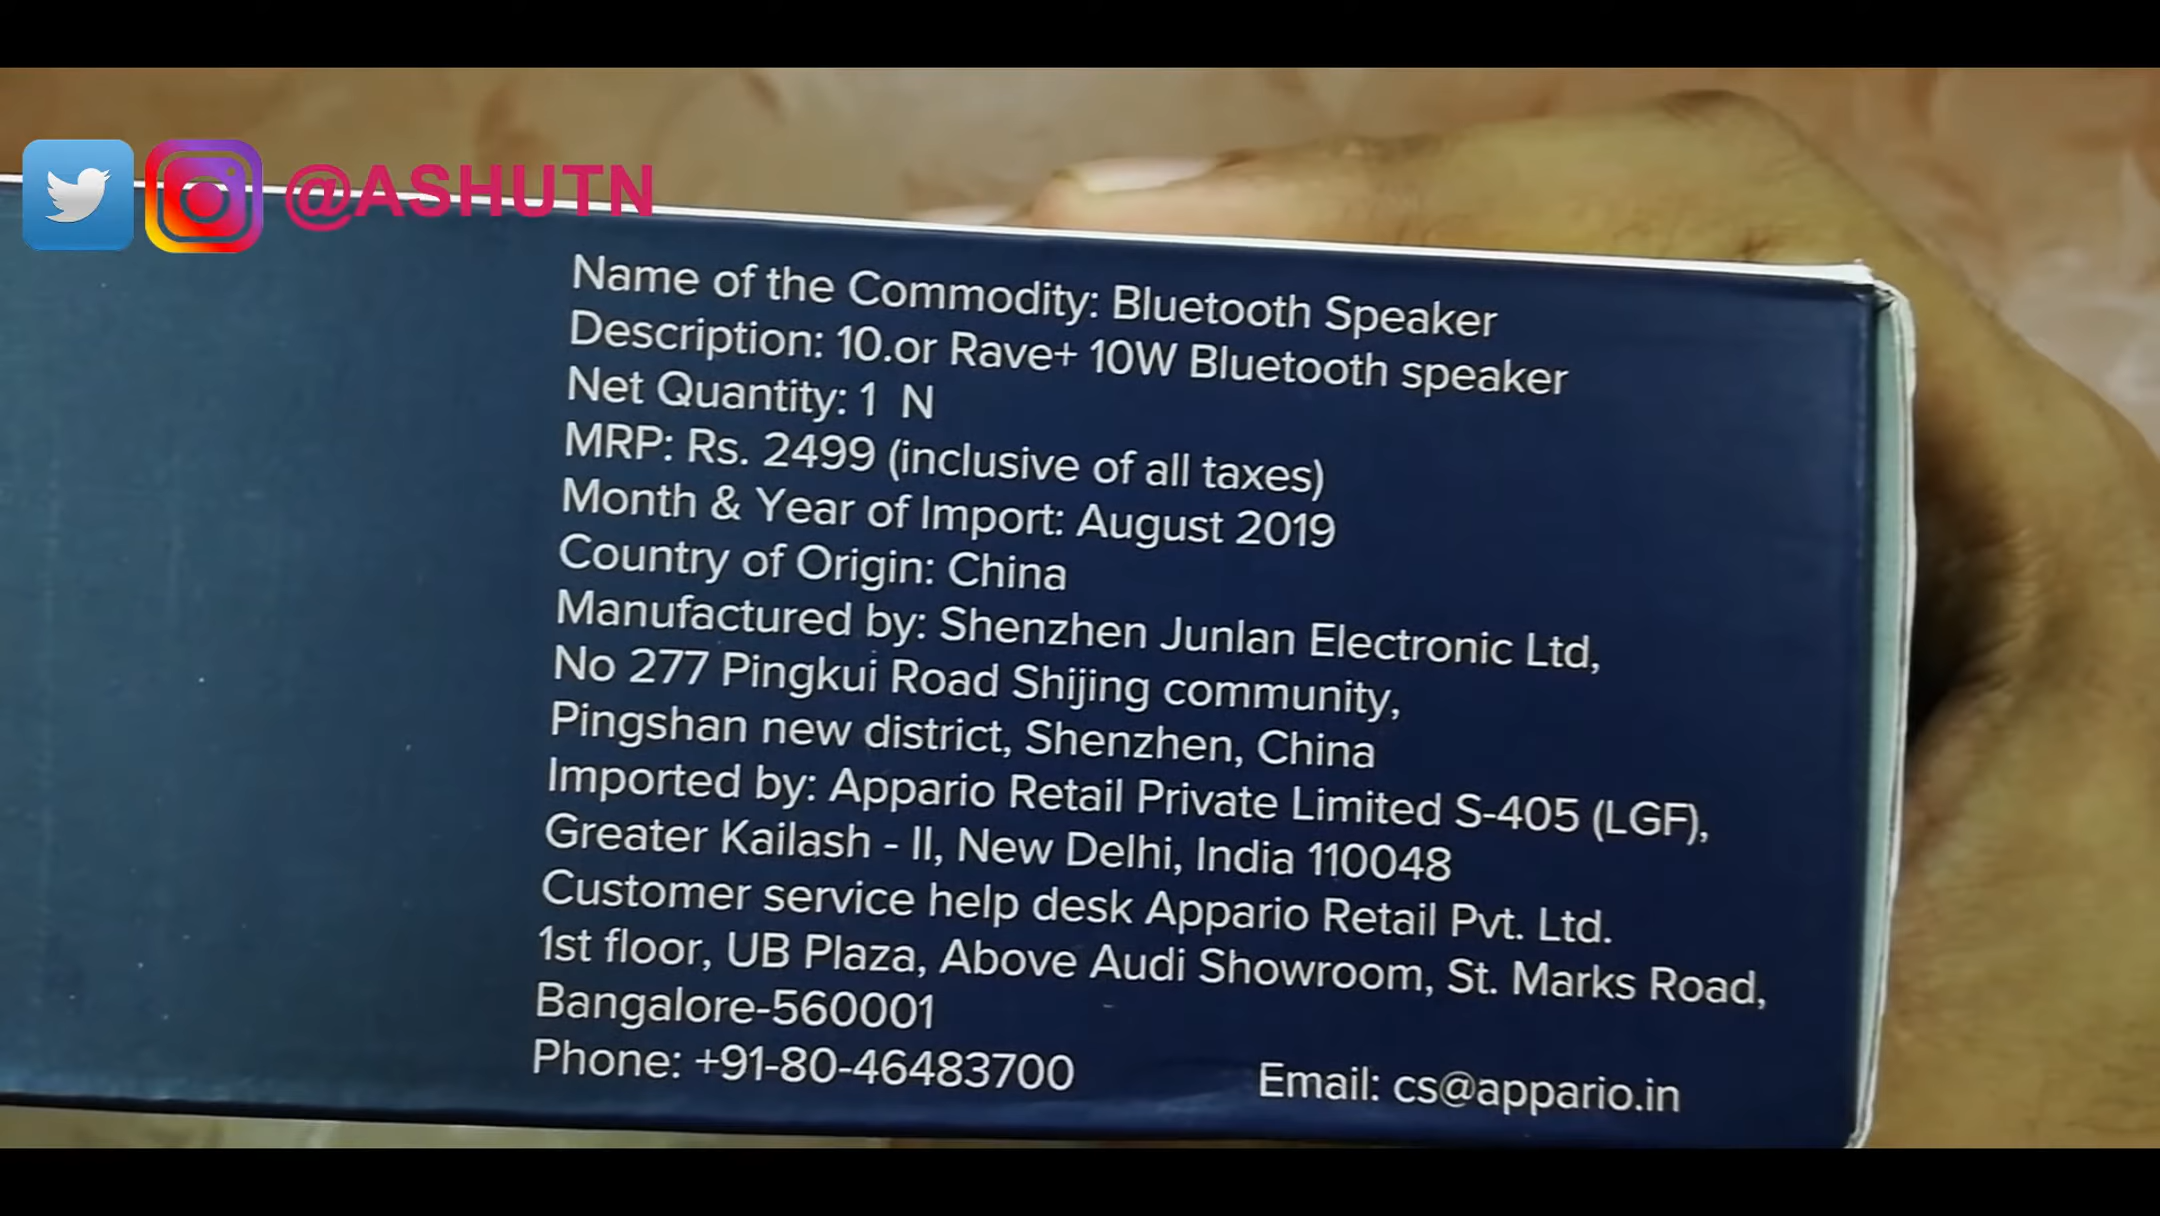 @ASHUTN
Name of the Commodity: Bluetooth Speaker
Description: 10.or Rave+ 10W Bluetooth speaker
Net Quantity: 1 N
MRP: Rs. 2499 (inclusive of all taxes)
Month & Year of Import: August 2019
Country of Origin: China
Manufactured by: Shenzhen Junlan Electronic Ltd,
No 277 Pingkui Road Shijing community,
Pingshan new district, Shenzhen, China
Imported by: Appario Retail Private Limited S-405 (LGF),
Greater Kailash - II, New Delhi, India 110048
Customer service help desk Appario Retail Pvt. Ltd.
1st floor, UB Plaza, Above Audi Showroom, St. Marks Road,
Bangalore-560001
Phone: +91-80-46483700 Email: cs@appario.in